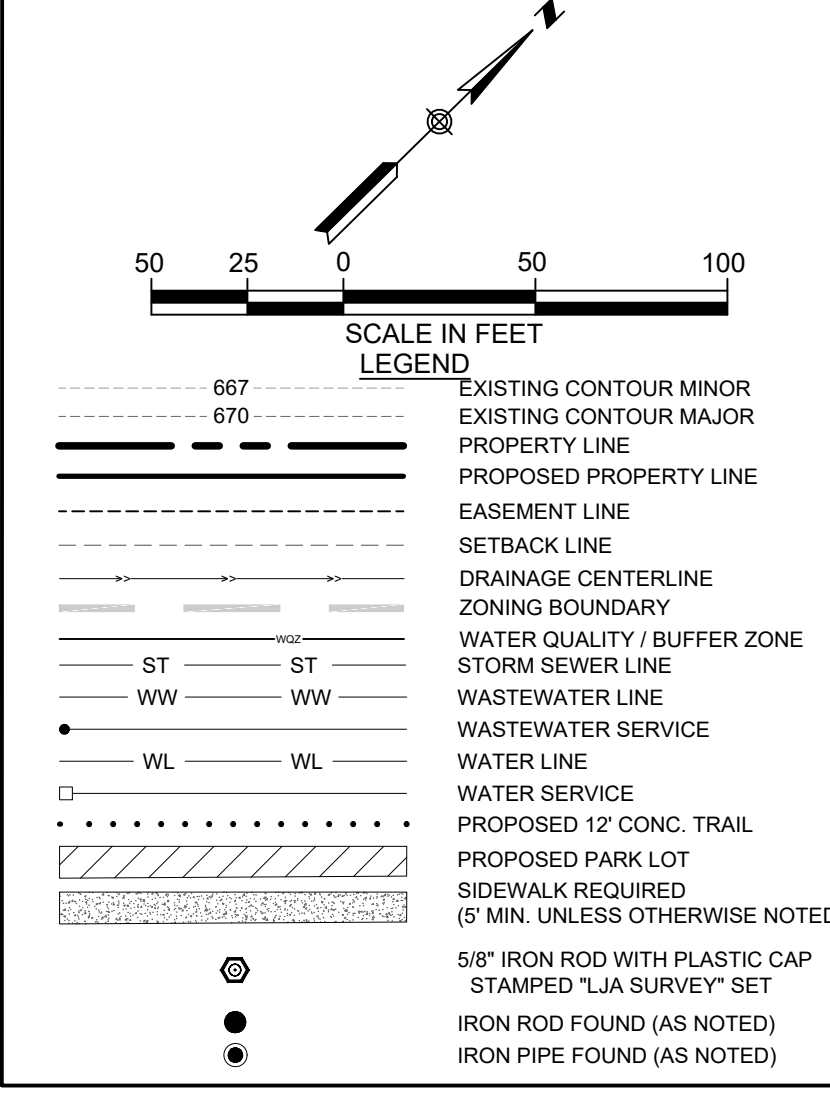 N
50 25 0 50 100
SCALE IN FEET
LEGEND
667 EXISTING CONTOUR MINOR
670 EXISTING CONTOUR MAJOR
PROPERTY LINE
PROPOSED PROPERTY LINE
EASEMENT LINE
SETBACK LINE
>> >> >> DRAINAGE CENTERLINE
ZONING BOUNDARY
WQZ WATER QUALITY / BUFFER ZONE
ST ST STORM SEWER LINE
WW WW WASTEWATER LINE
WASTEWATER SERVICE
WL WL WATER LINE
WATER SERVICE
PROPOSED 12' CONC. TRAIL
PROPOSED PARK LOT
SIDEWALK REQUIRED
(5' MIN. UNLESS OTHERWISE NOTED
5/8" IRON ROD WITH PLASTIC CAP
STAMPED "LJA SURVEY" SET
IRON ROD FOUND (AS NOTED)
IRON PIPE FOUND (AS NOTED)